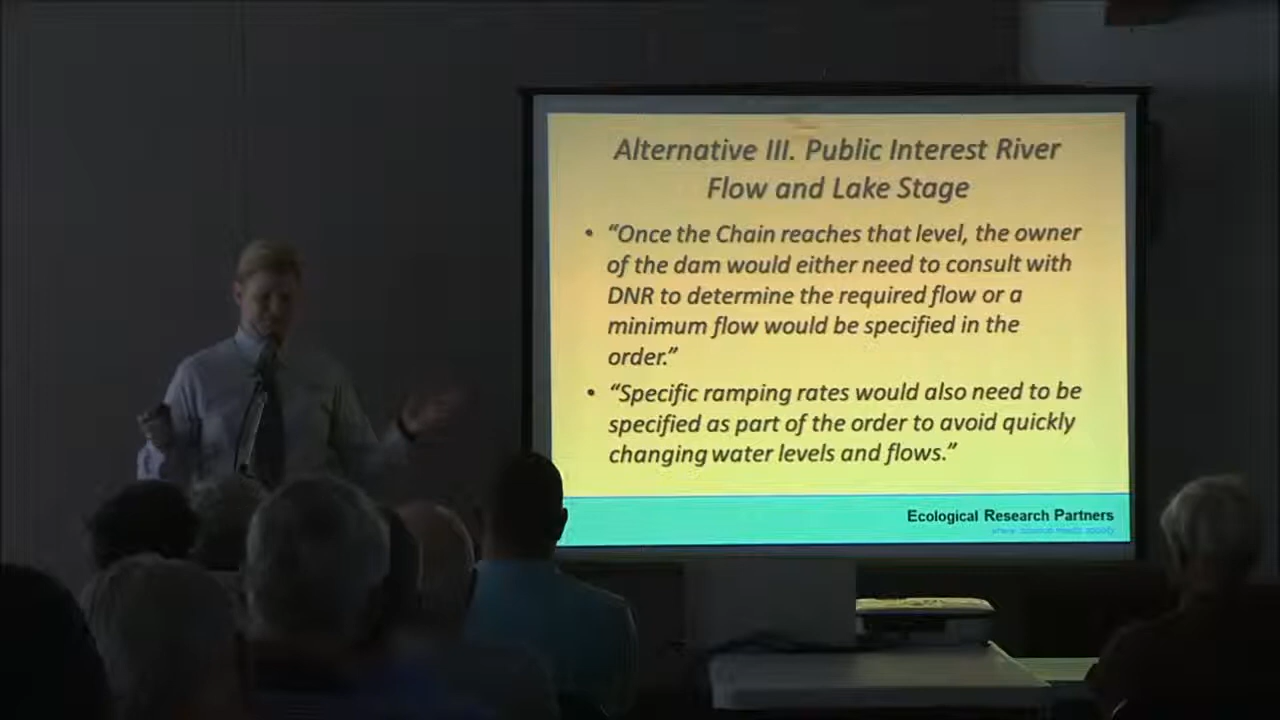 Alternative III. Public Interest River
Flow and Lake Stage
• “Once the Chain reaches that level, the owner
of the dam would either need to consult with
DNR to determine the required flow or a
minimum flow would be specified in the
order.”
• “Specific ramping rates would also need to be
specified as part of the order to avoid quickly
changing water levels and flows.”
Ecological Research Partners